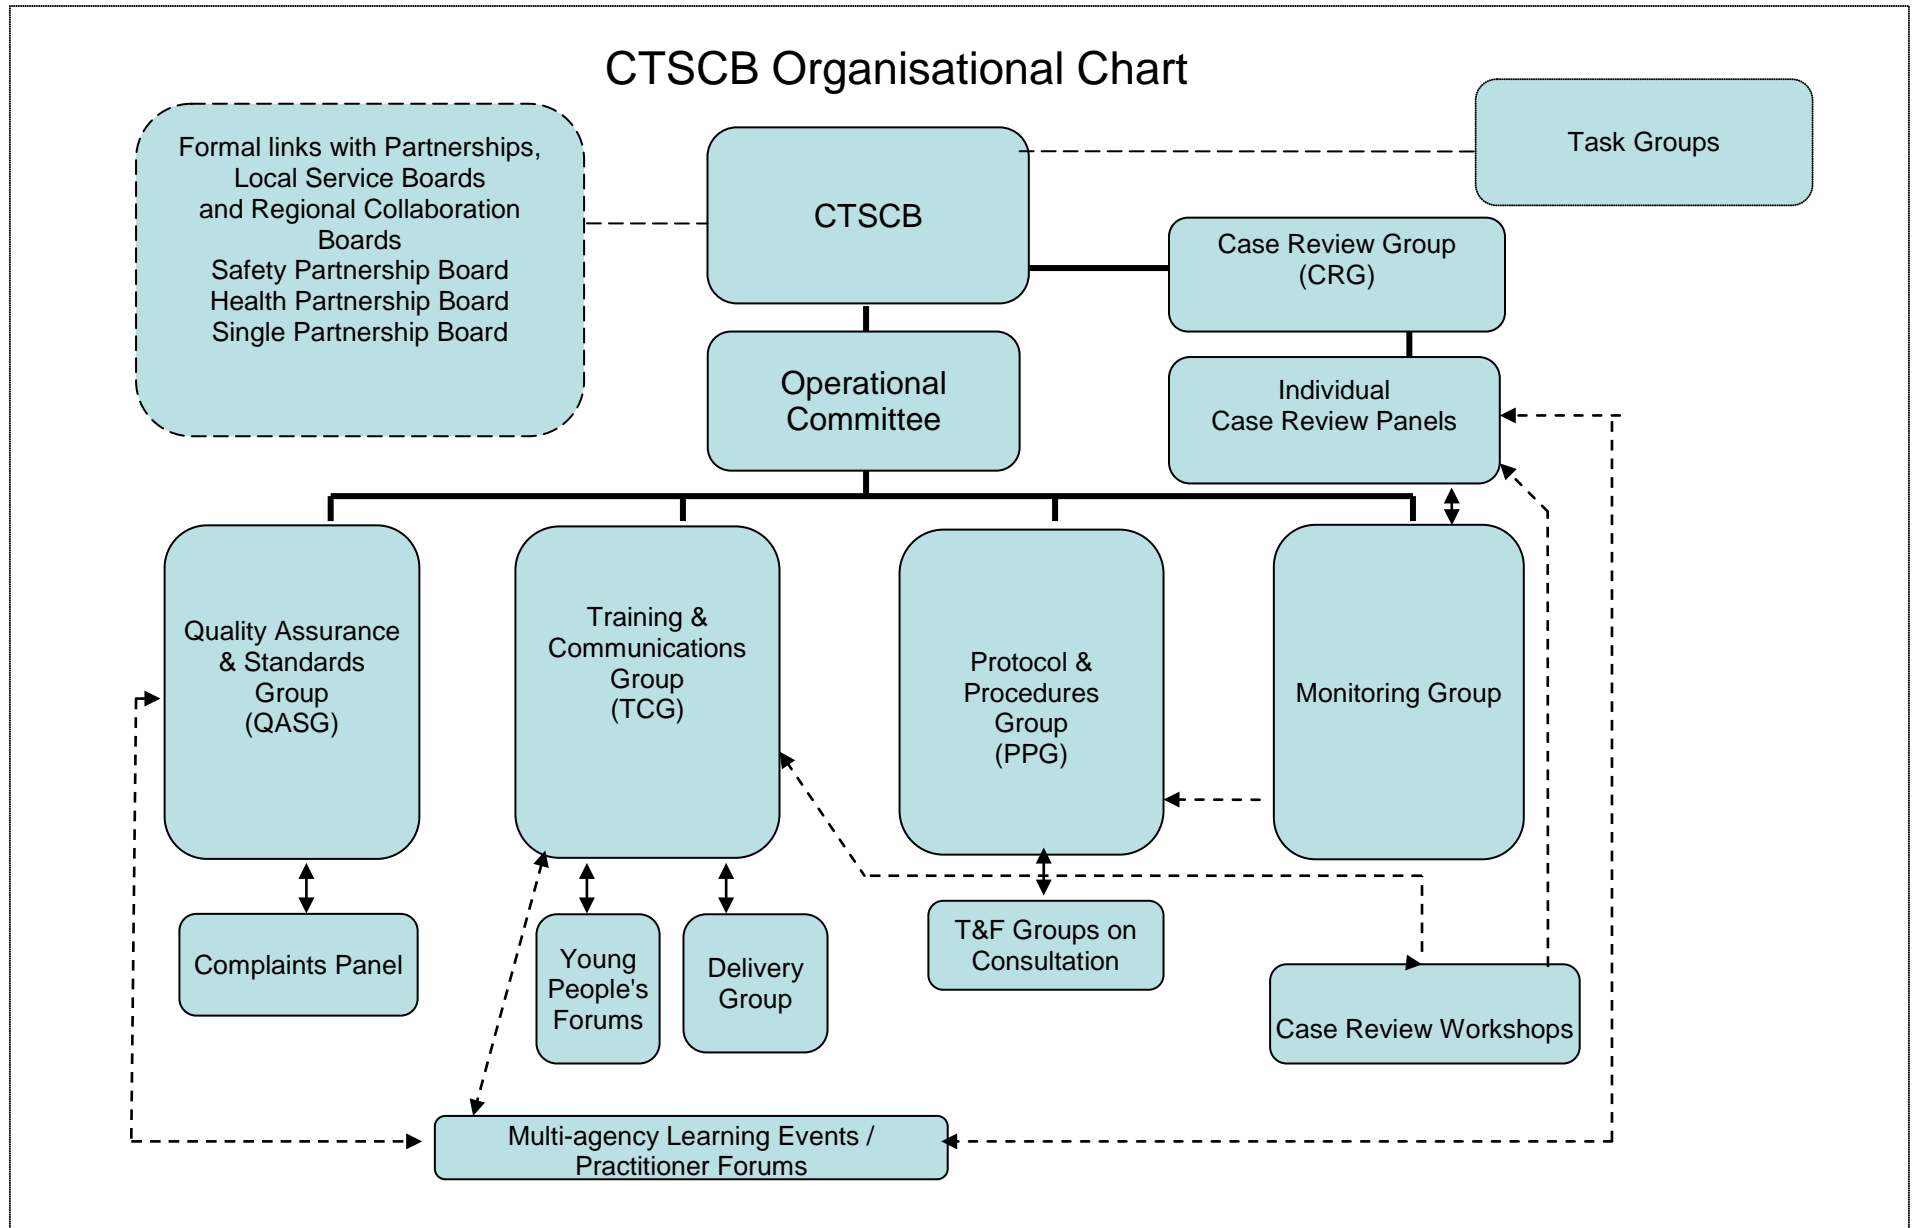 CTSCB Organisational Chart
Formal links with Partnerships,
Local Service Boards
and Regional Collaboration
Boards
Safety Partnership Board
Health Partnership Board
Single Partnership Board
CTSCB
Task Groups
Case Review Group
(CRG)
Operational
Committee
Individual
Case Review Panels
Quality Assurance
& Standards
Group
(QASG)
Training &
Communications
Group
(TCG)
Protocol &
Procedures
Group
(PPG)
Monitoring Group
Complaints Panel
Young
People's
Forums
Delivery
Group
T&F Groups on
Consultation
Case Review Workshops
Multi-agency Learning Events /
Practitioner Forums